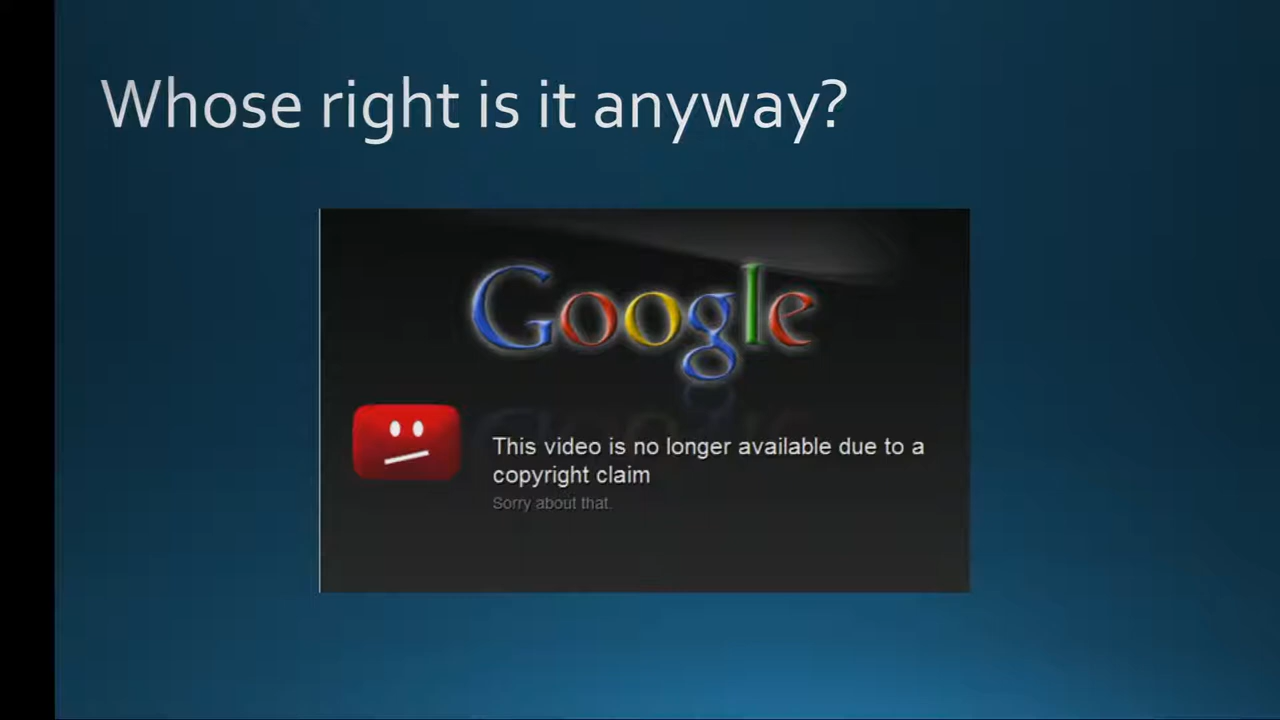 Whose right is it anyway?
Google
This video is no longer available due to a
copyright claim
Sorry about that.